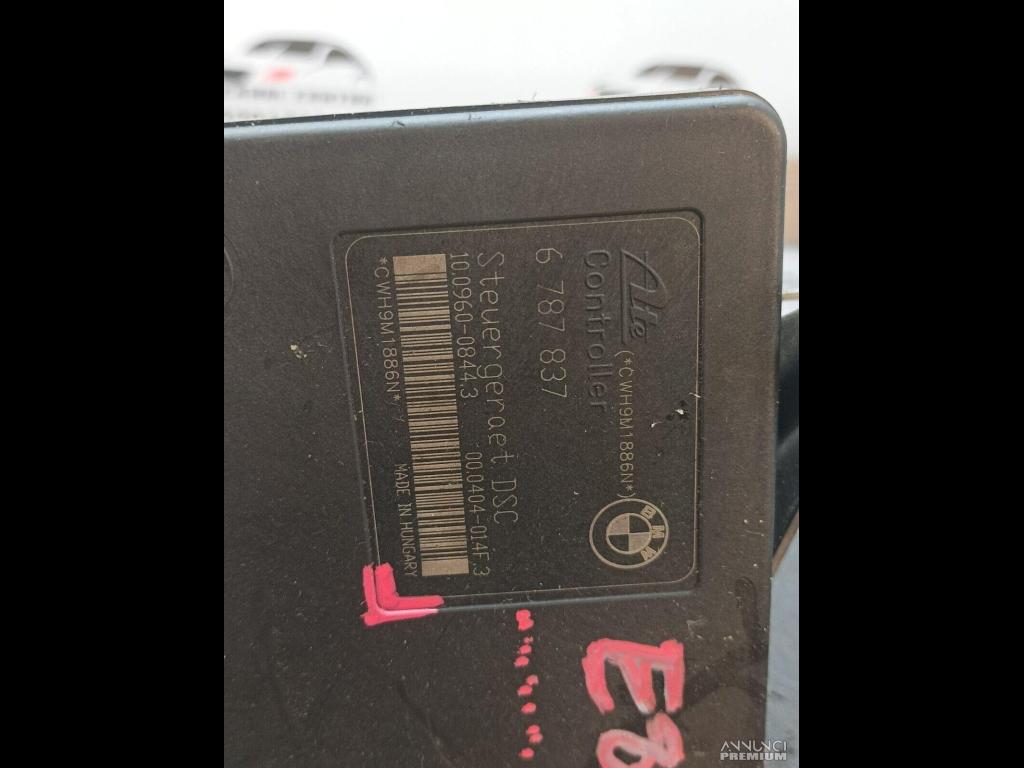 Ate
Controller
(*CWH9M1886N*)
BMW
6 787 837
Steuergeraet DSC
10.0960-0844.3 00.0404-014F.3
*CWH9M1886N* MADE IN HUNGARY
E8
ANNUNCI
PREMIUM